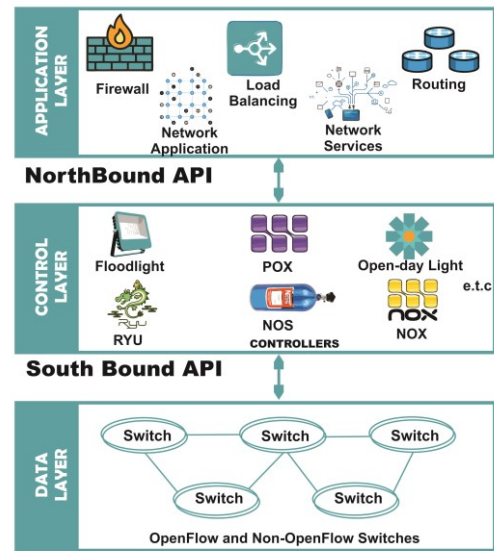 APPLICATION
LAYER
Firewall
Load
Balancing
Routing
Network
Application
Network
Services
NorthBound API
CONTROL
LAYER
Floodlight
POX
Open-day Light
e.t.c
RYU
RYU
NOS
NOX
NOX
CONTROLLERS
South Bound API
DATA
LAYER
Switch
Switch
Switch
Switch
Switch
OpenFlow and Non-OpenFlow Switches